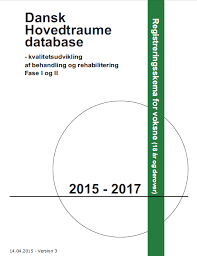 Dansk
Hovedtraume
database
- kvalitetsudvikling
af behandling og rehabilitering
Fase I og II
Registreringsskema for voksne (18 år og derover)
2015 - 2017
14.04.2015 - Version 3